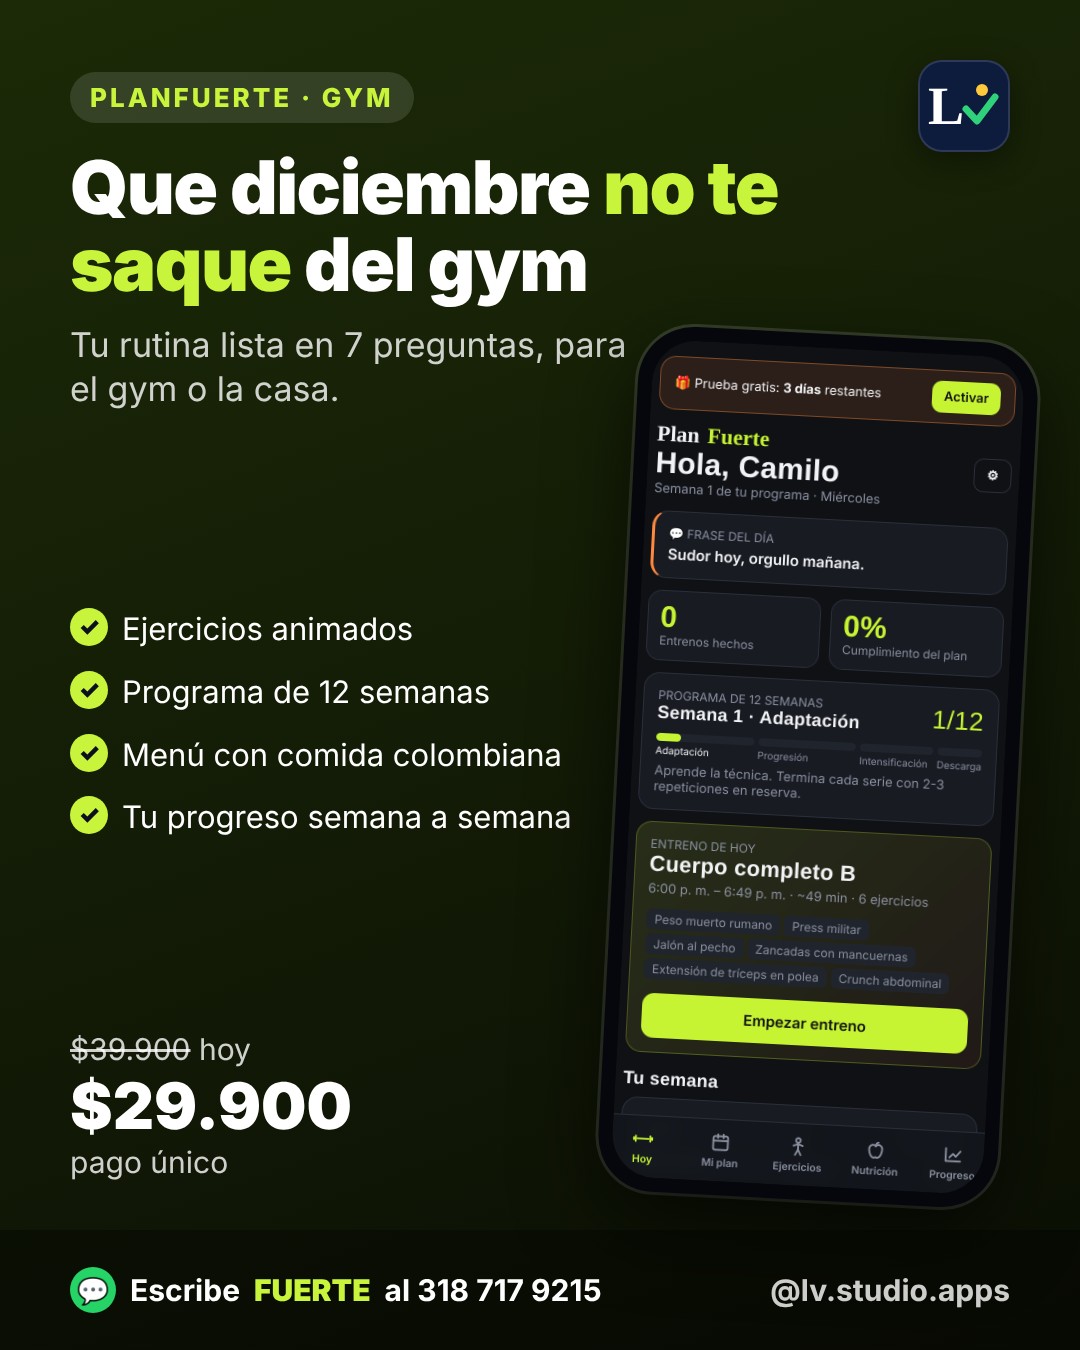 PLANFUERTE · GYM
L
Que diciembre no te
saque del gym
Tu rutina lista en 7 preguntas, para
el gym o la casa.
Ejercicios animados
Programa de 12 semanas
Menú con comida colombiana
Tu progreso semana a semana
$39.900 hoy
$29.900
pago único
Prueba gratis: 3 días restantes
Activar
Plan Fuerte
Hola, Camilo
Semana 1 de tu programa · Miércoles
FRASE DEL DÍA
Sudor hoy, orgullo mañana.
0
Entrenos hechos
0%
Cumplimiento del plan
PROGRAMA DE 12 SEMANAS
Semana 1 · Adaptación
1/12
Adaptación Progresión Intensificación Descarga
Aprende la técnica. Termina cada serie con 2-3
repeticiones en reserva.
ENTRENO DE HOY
Cuerpo completo B
6:00 p. m. – 6:49 p. m. · ~49 min · 6 ejercicios
Peso muerto rumano Press militar
Jalón al pecho Zancadas con mancuernas
Extensión de tríceps en polea Crunch abdominal
Empezar entreno
Tu semana
Hoy Mi plan Ejercicios Nutrición Progreso
Escribe FUERTE al 318 717 9215
@lv.studio.apps